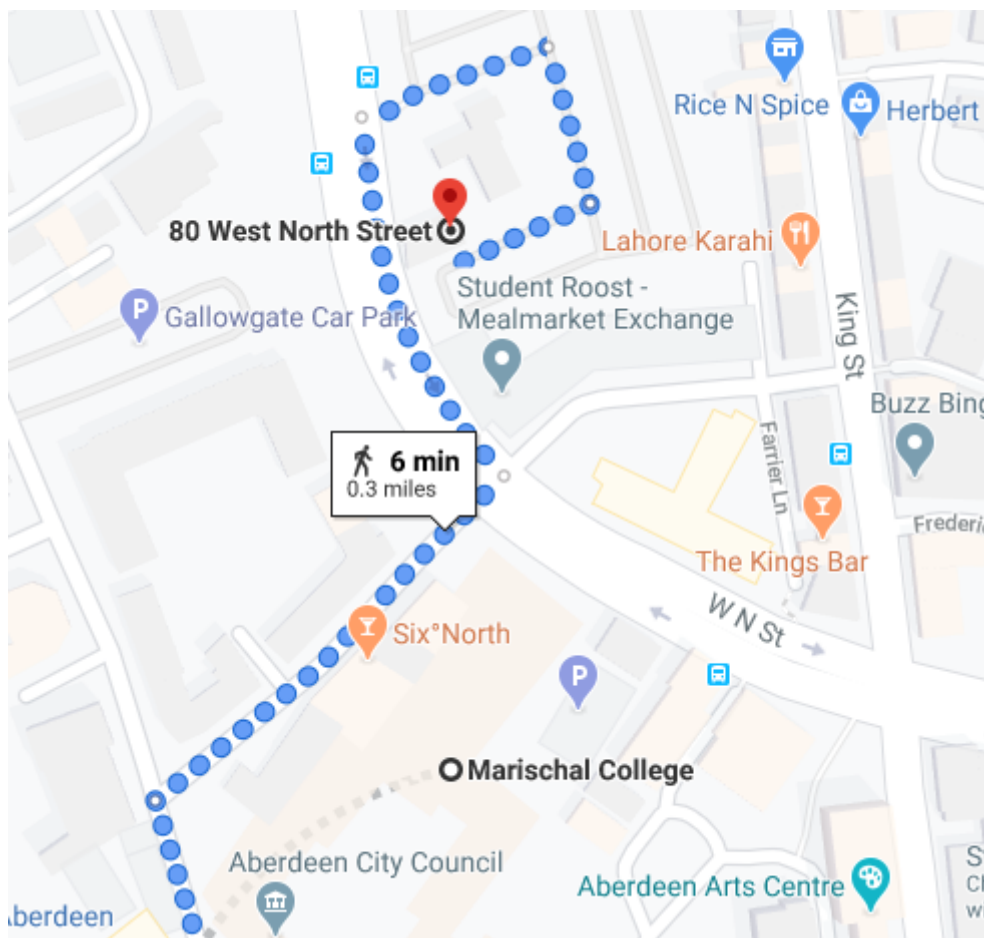 Rice N Spice
Herbert
80 West North Street
Lahore Karahi
Student Roost -
Mealmarket Exchange
P
Gallowgate Car Park
King St
Buzz Bing
Farrier Ln
6 min
0.3 miles
Frederic
The Kings Bar
W N St
Six°North
P
Marischal College
Aberdeen City Council
Aberdeen Arts Centre
Aberdeen
S
Ch
w